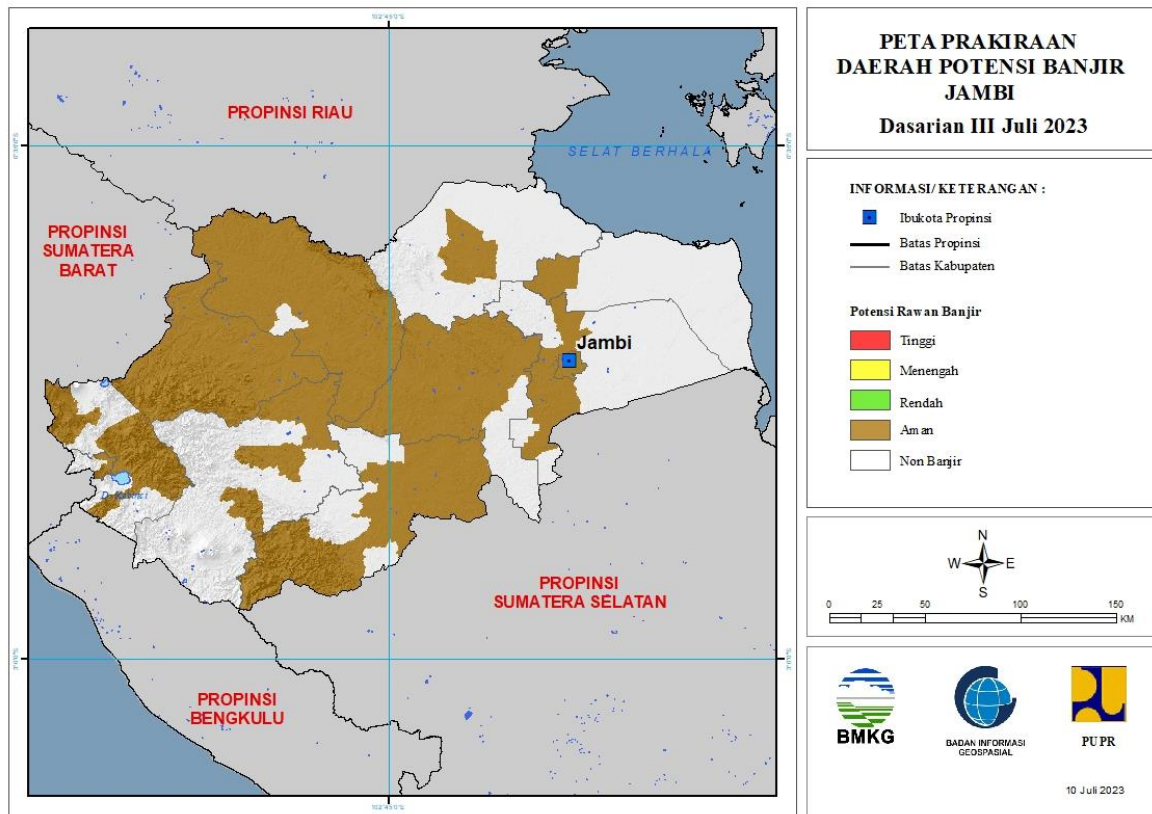 PETA PRAKIRAAN
DAERAH POTENSI BANJIR
JAMBI
Dasarian III Juli 2023
PROPINSI RIAU
SELAT BERHALA
PROPINSI
SUMATERA
BARAT
Jambi
PROPINSI
SUMATERA SELATAN
PROPINSI
BENGKULU
INFORMASI/ KETERANGAN :
Ibukota Propinsi
Batas Propinsi
Batas Kabupaten
Potensi Rawan Banjir
Tinggi
Menengah
Rendah
Aman
Non Banjir
N
W E
S
0 25 50 100 150
KM
BMKG
BADAN INFORMASI
GEOSPASIAL
PUPR
10 Juli 2023